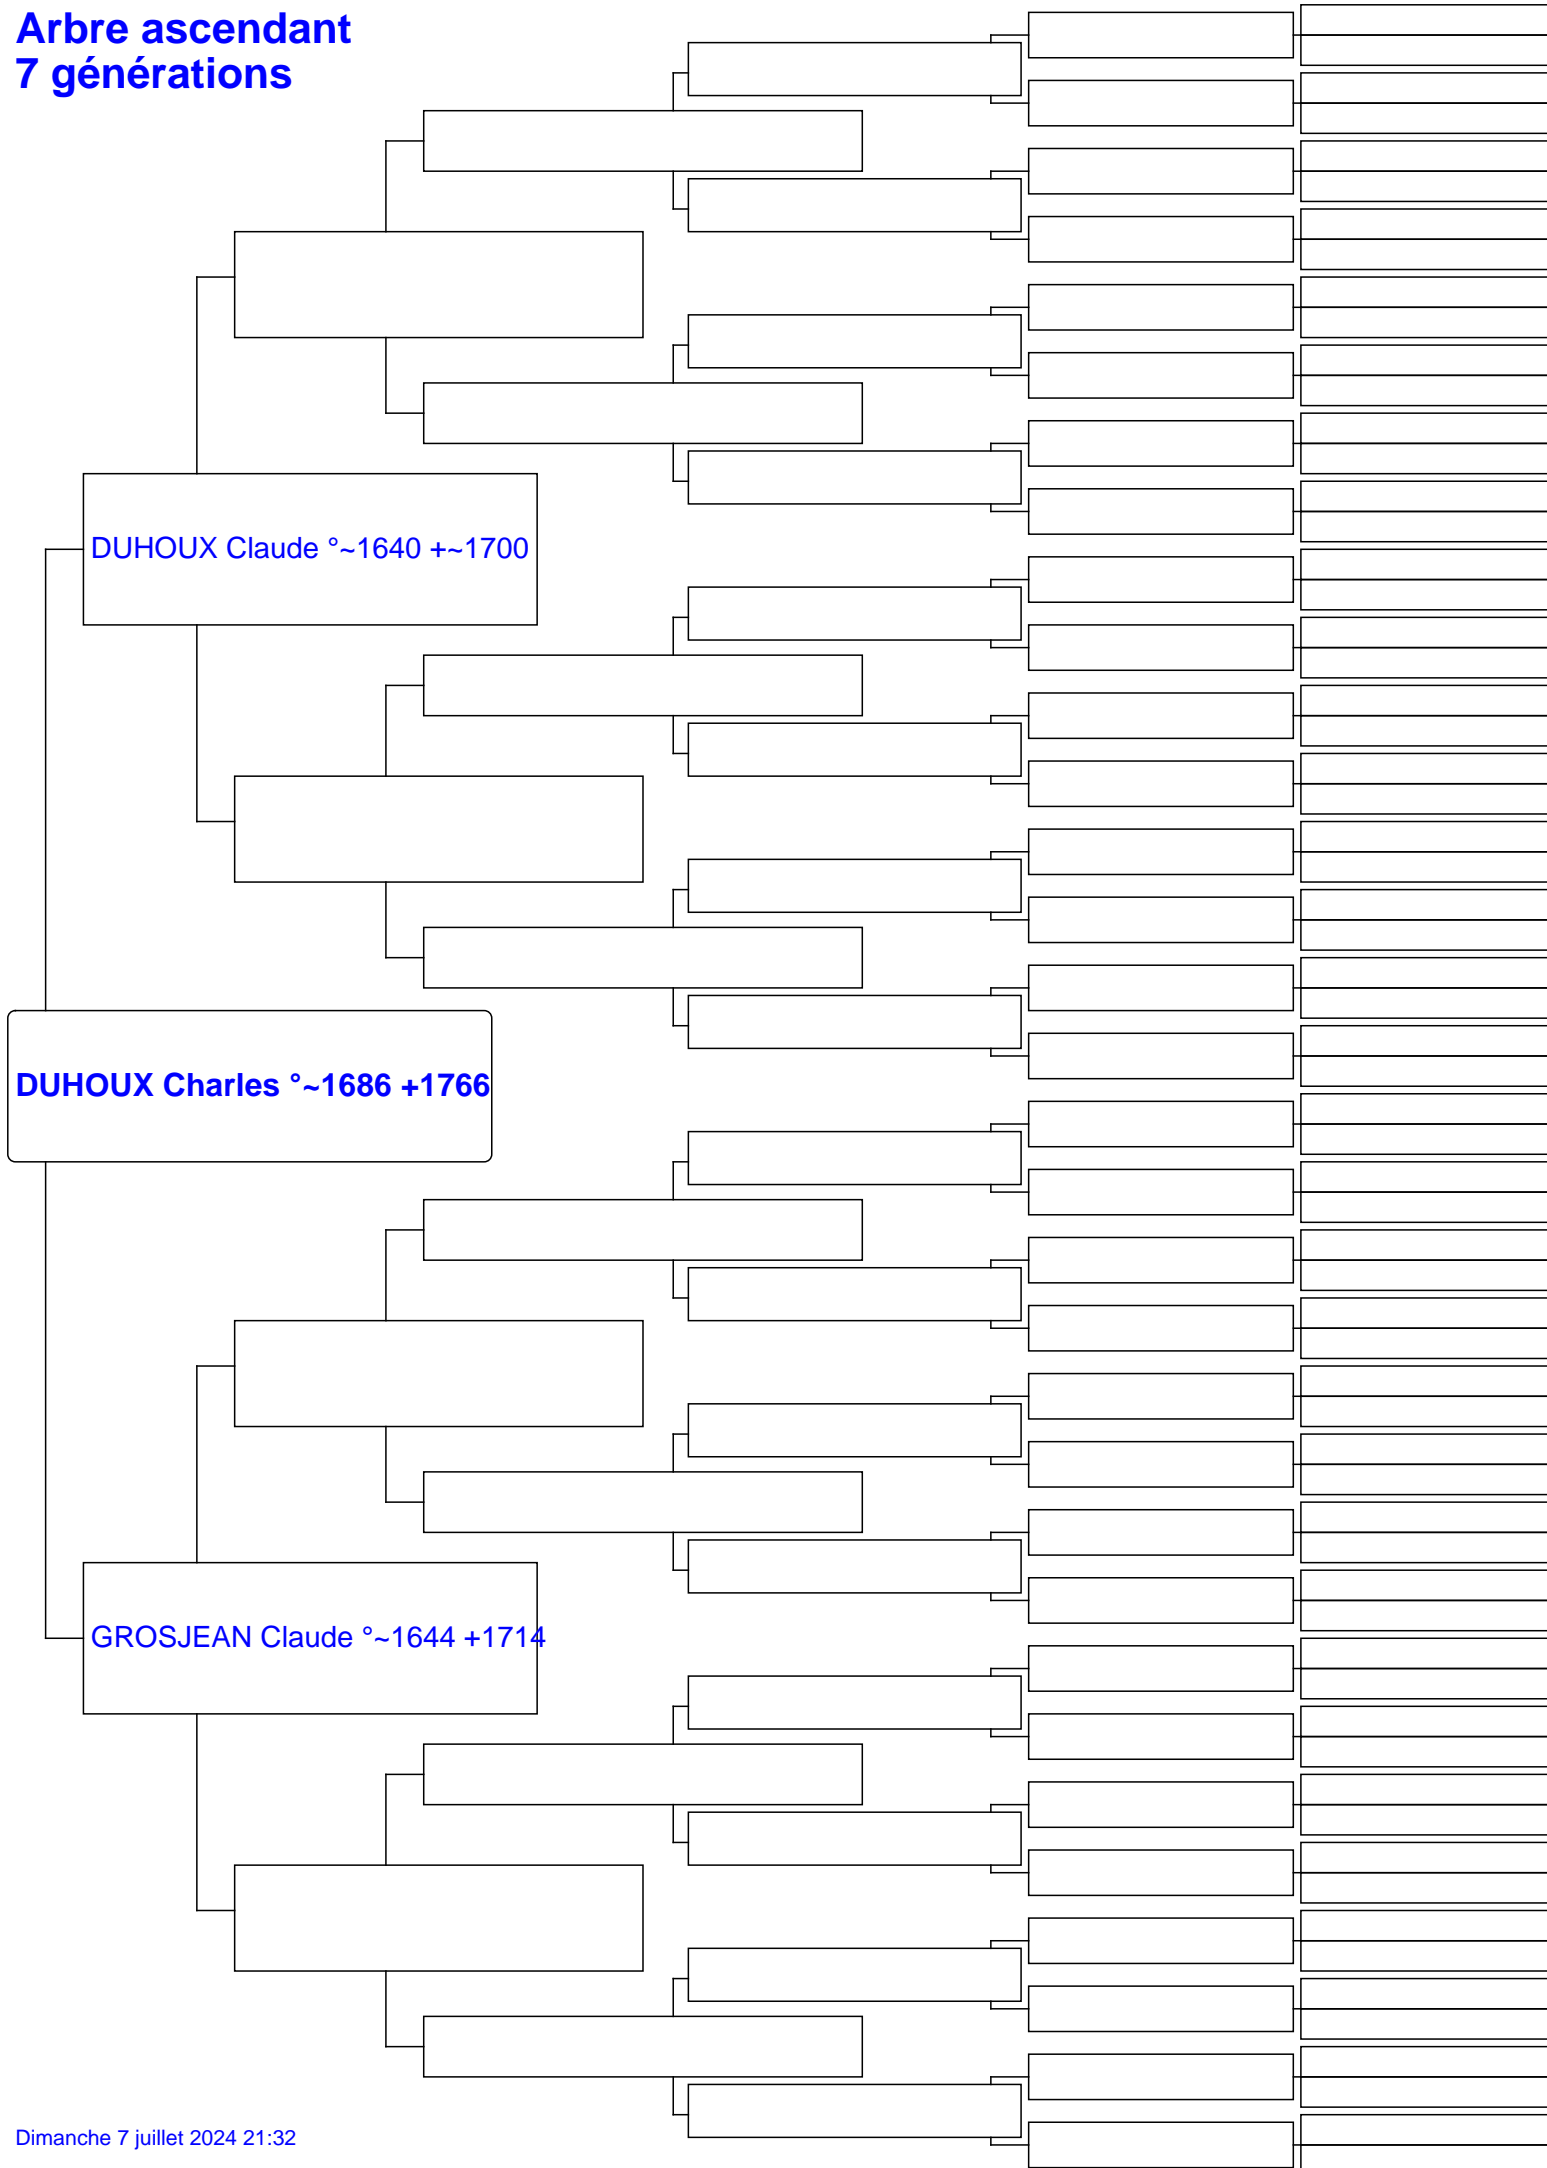 Arbre ascendant
7 générations
DUHOUX Claude °~1640 +~1700
DUHOUX Charles °~1686 +1766
GROSJEAN Claude °~1644 +1714
Dimanche 7 juillet 2024 21:32